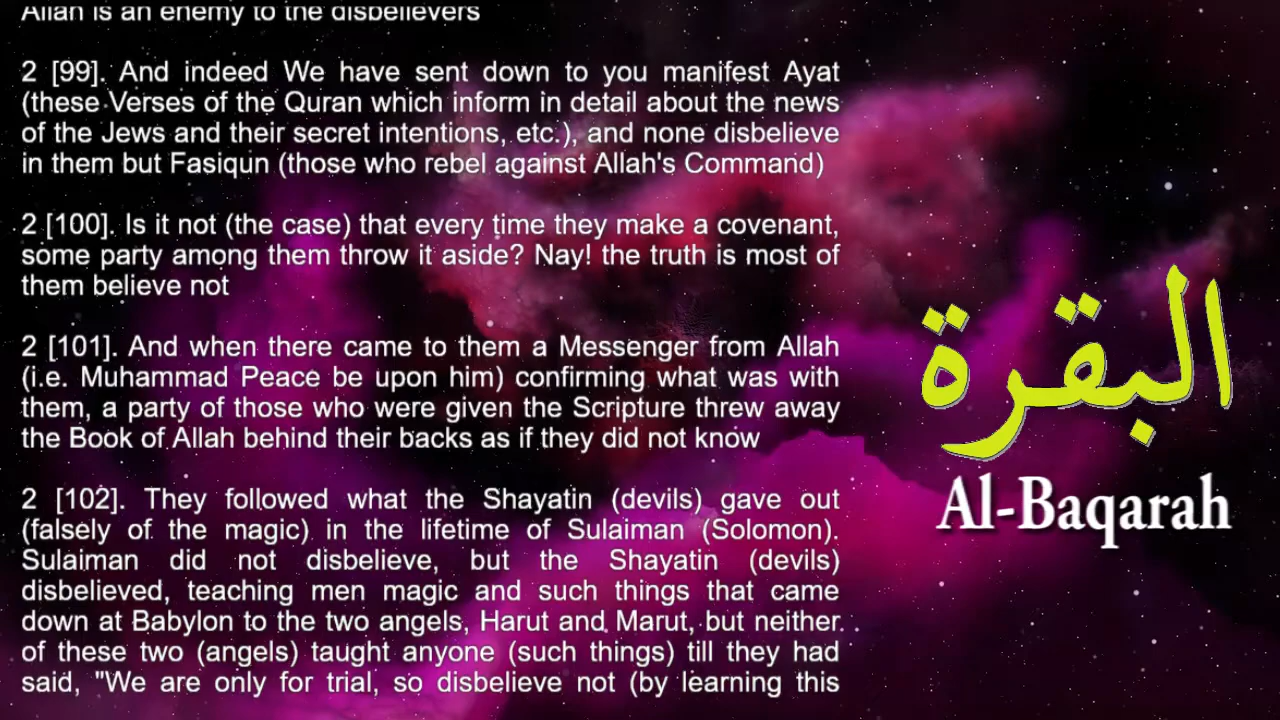 Allah is an enemy to the disbelievers
2 [99]. And indeed We have sent down to you manifest Ayat
(these Verses of the Quran which inform in detail about the news
of the Jews and their secret intentions, etc.), and none disbelieve
in them but Fasiqun (those who rebel against Allah's Command)
2 [100]. Is it not (the case) that every time they make a covenant,
some party among them throw it aside? Nay! the truth is most of
them believe not
2 [101]. And when there came to them a Messenger from Allah
(i.e. Muhammad Peace be upon him) confirming what was with
them, a party of those who were given the Scripture threw away
the Book of Allah behind their backs as if they did not know
2 [102]. They followed what the Shayatin (devils) gave out
(falsely of the magic) in the lifetime of Sulaiman (Solomon).
Sulaiman did not disbelieve, but the Shayatin (devils)
disbelieved, teaching men magic and such things that came
down at Babylon to the two angels, Harut and Marut, but neither
of these two (angels) taught anyone (such things) till they had
said, "We are only for trial, so disbelieve not (by learning this
البقرة
Al-Baqarah